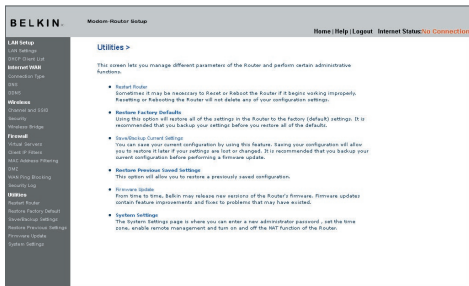 BELKIN
Modem-Router Setup
Home | Help | Logout Internet Status: No Connection
LAN Setup
LAN Settings
DHCP Client List
Internet WAN
Connection Type
DNS
DDNS
Wireless
Channel and SSID
Security
Wireless Bridge
Firewall
Virtual Servers
Client IP Filters
MAC Address Filtering
DMZ
WAN Ping Blocking
Security Log
Utilities
Restart Router
Restore Factory Default
Save/Backup Settings
Restore Previous Settings
Firmware Update
System Settings
Utilities >
This screen lets you manage different parameters of the Router and perform certain administrative
functions.
Restart Router
Sometimes it may be necessary to Reset or Reboot the Router if it begins working improperly.
Resetting or Rebooting the Router will not delete any of your configuration settings.
Restore Factory Defaults
Using this option will restore all of the settings in the Router to the factory (default) settings. It is
recommended that you backup your settings before you restore all of the defaults.
Save/Backup Current Settings
You can save your current configuration by using this feature. Saving your configuration will allow
you to restore it later if your settings are lost or changed. It is recommended that you backup your
current configuration before performing a firmware update.
Restore Previous Saved Settings
This option will allow you to restore a previously saved configuration.
Firmware Update
From time to time, Belkin may release new versions of the Router's firmware. Firmware updates
contain feature improvements and fixes to problems that may have existed.
System Settings
The System Settings page is where you can enter a new administrator password , set the time
zone, enable remote management and turn on and off the NAT function of the Router.